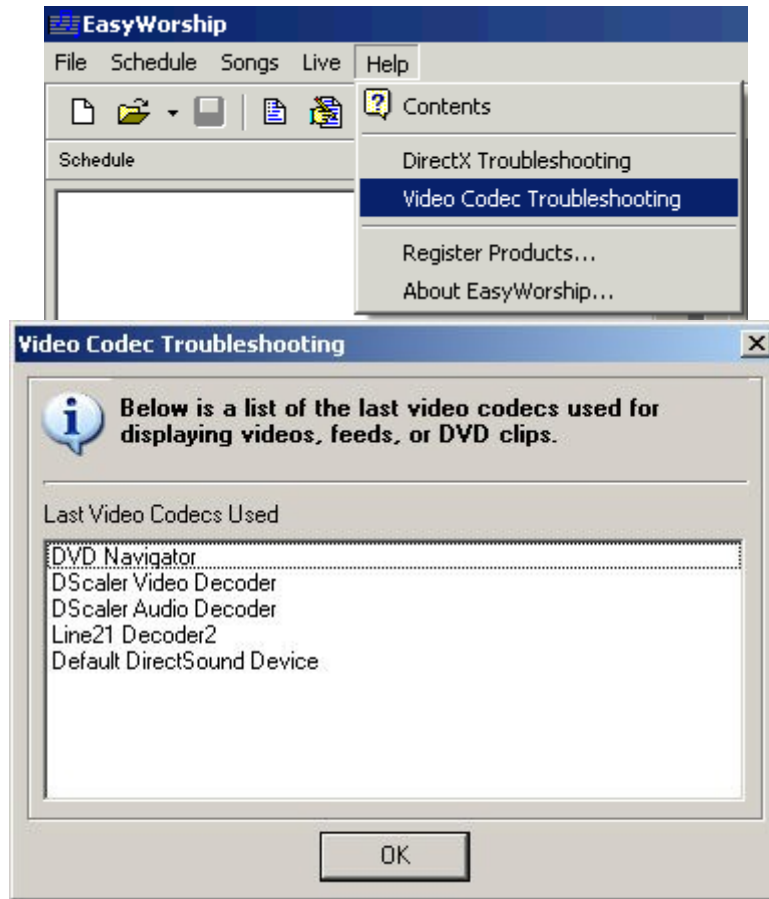 EasyWorship
File Schedule Songs Live Help
Contents
Schedule
DirectX Troubleshooting
Video Codec Troubleshooting
Register Products...
About EasyWorship...
Video Codec Troubleshooting
Below is a list of the last video codecs used for
displaying videos, feeds, or DVD clips.
Last Video Codecs Used
DVD Navigator
DScaler Video Decoder
DScaler Audio Decoder
Line21 Decoder2
Default DirectSound Device
OK